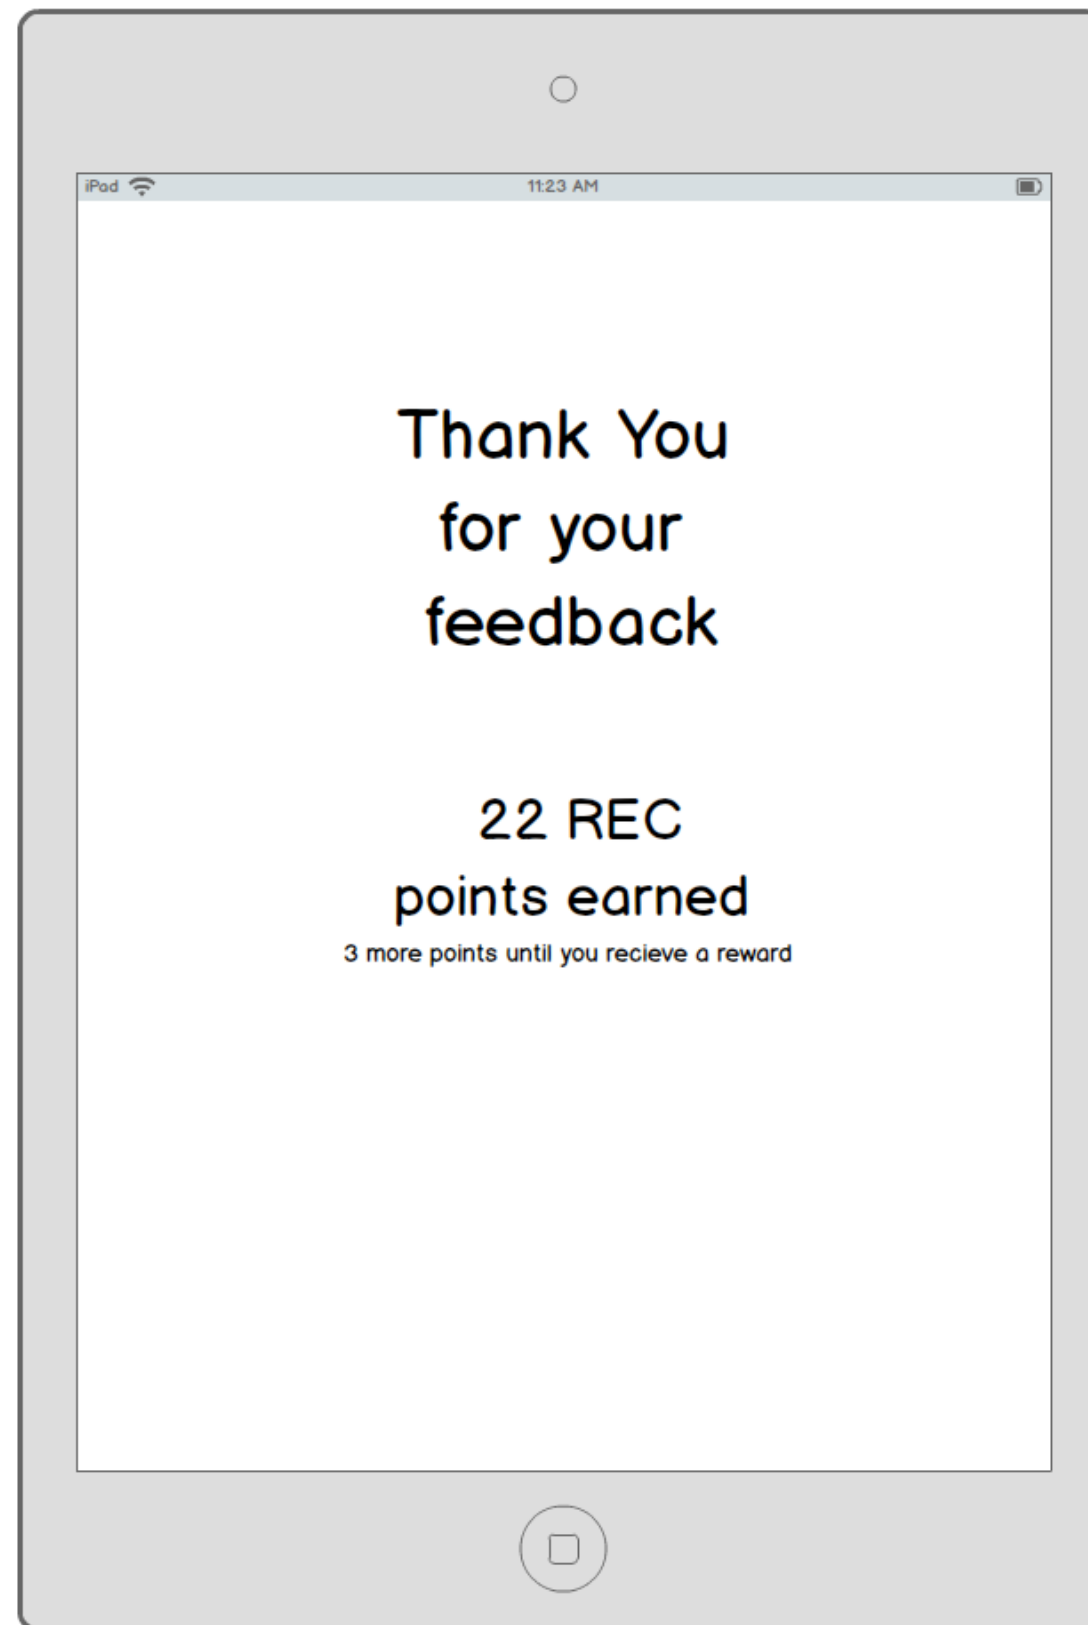 iPad
11:23 AM
Thank You
for your
feedback
22 REC
points earned
3 more points until you recieve a reward